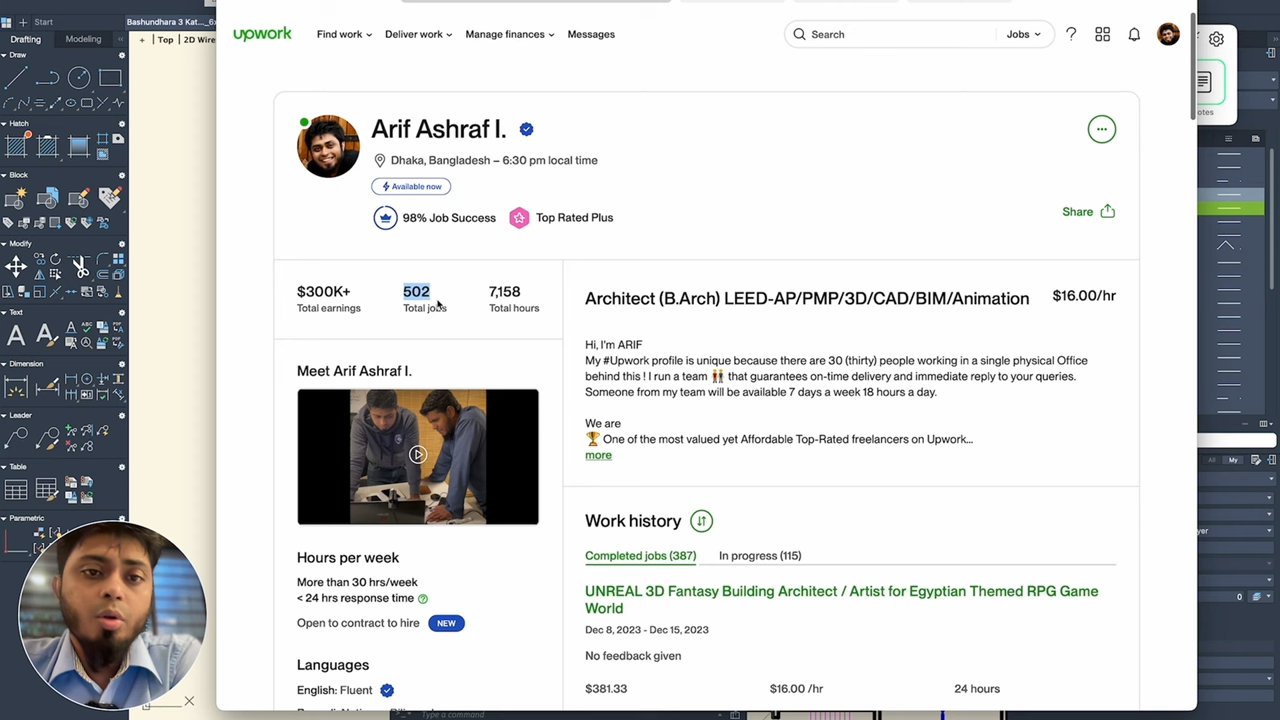 Start
Bashundhara 3 Kat..._6x
Drafting
Modeling
+ | Top | 2D Wire
Draw
Hatch
Block
Modify
Text
Dimension
Leader
Table
Parametric
upwork
Find work
Deliver work
Manage finances
Messages
Search
Jobs
?
Arif Ashraf I.
Dhaka, Bangladesh – 6:30 pm local time
Available now
98% Job Success
Top Rated Plus
Share
$300K+
Total earnings
502
Total jobs
7,158
Total hours
Meet Arif Ashraf I.
Hours per week
More than 30 hrs/week
< 24 hrs response time
Open to contract to hire
NEW
Languages
English: Fluent
Architect (B.Arch) LEED-AP/PMP/3D/CAD/BIM/Animation
$16.00/hr
Hi, I'm ARIF
My #Upwork profile is unique because there are 30 (thirty) people working in a single physical Office
behind this ! I run a team 👬 that guarantees on-time delivery and immediate reply to your queries.
Someone from my team will be available 7 days a week 18 hours a day.
We are
🏆 One of the most valued yet Affordable Top-Rated freelancers on Upwork...
more
Work history
Completed jobs (387)
In progress (115)
UNREAL 3D Fantasy Building Architect / Artist for Egyptian Themed RPG Game
World
Dec 8, 2023 - Dec 15, 2023
No feedback given
$381.33
$16.00 /hr
24 hours
otes
All
My
yer
0
Type a command